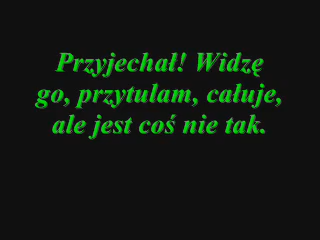 Przyjechał! Widzę
go, przytulam, całuje,
ale jest coś nie tak.